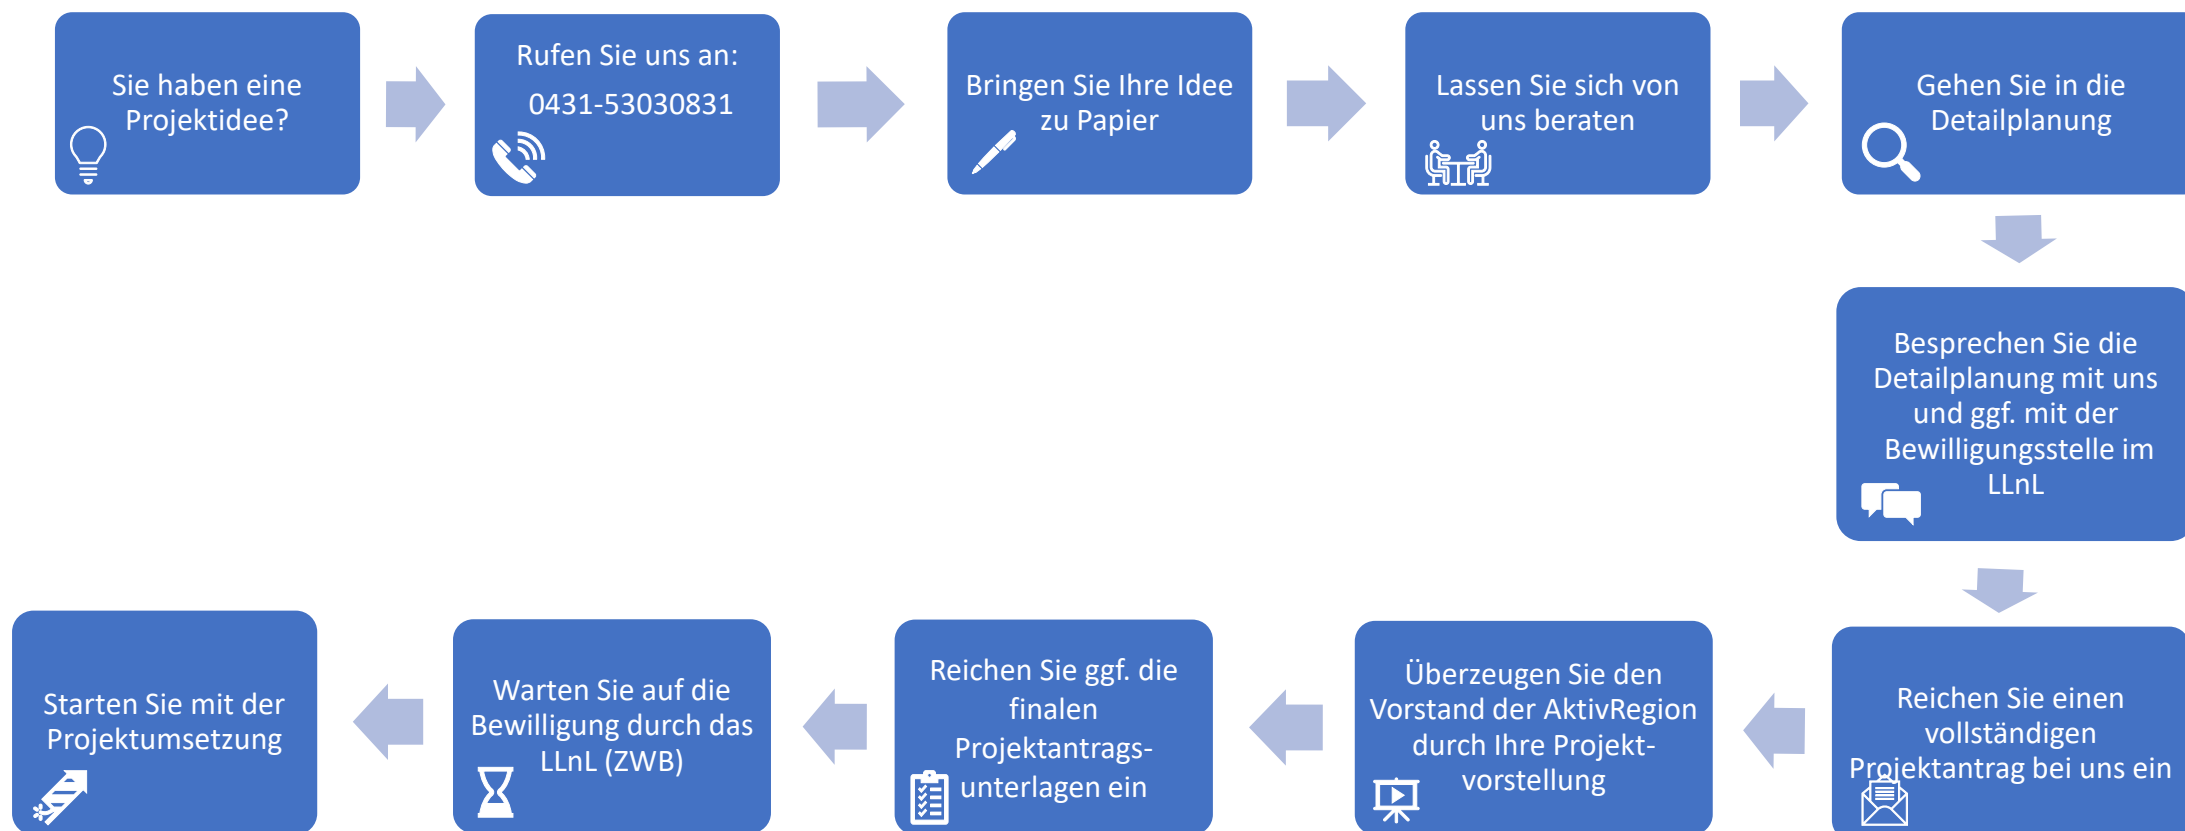 Sie haben eine
Projektidee?
Rufen Sie uns an:
0431-53030831
Bringen Sie Ihre Idee
zu Papier
Lassen Sie sich von
uns beraten
Gehen Sie in die
Detailplanung
Besprechen Sie die
Detailplanung mit uns
und ggf. mit der
Bewilligungsstelle im
LLnL
Reichen Sie einen
vollständigen
Projektantrag bei uns ein
Überzeugen Sie den
Vorstand der AktivRegion
durch Ihre Projekt-
vorstellung
Reichen Sie ggf. die
finalen
Projektantrags-
unterlagen ein
Warten Sie auf die
Bewilligung durch das
LLnL (ZWB)
Starten Sie mit der
Projektumsetzung